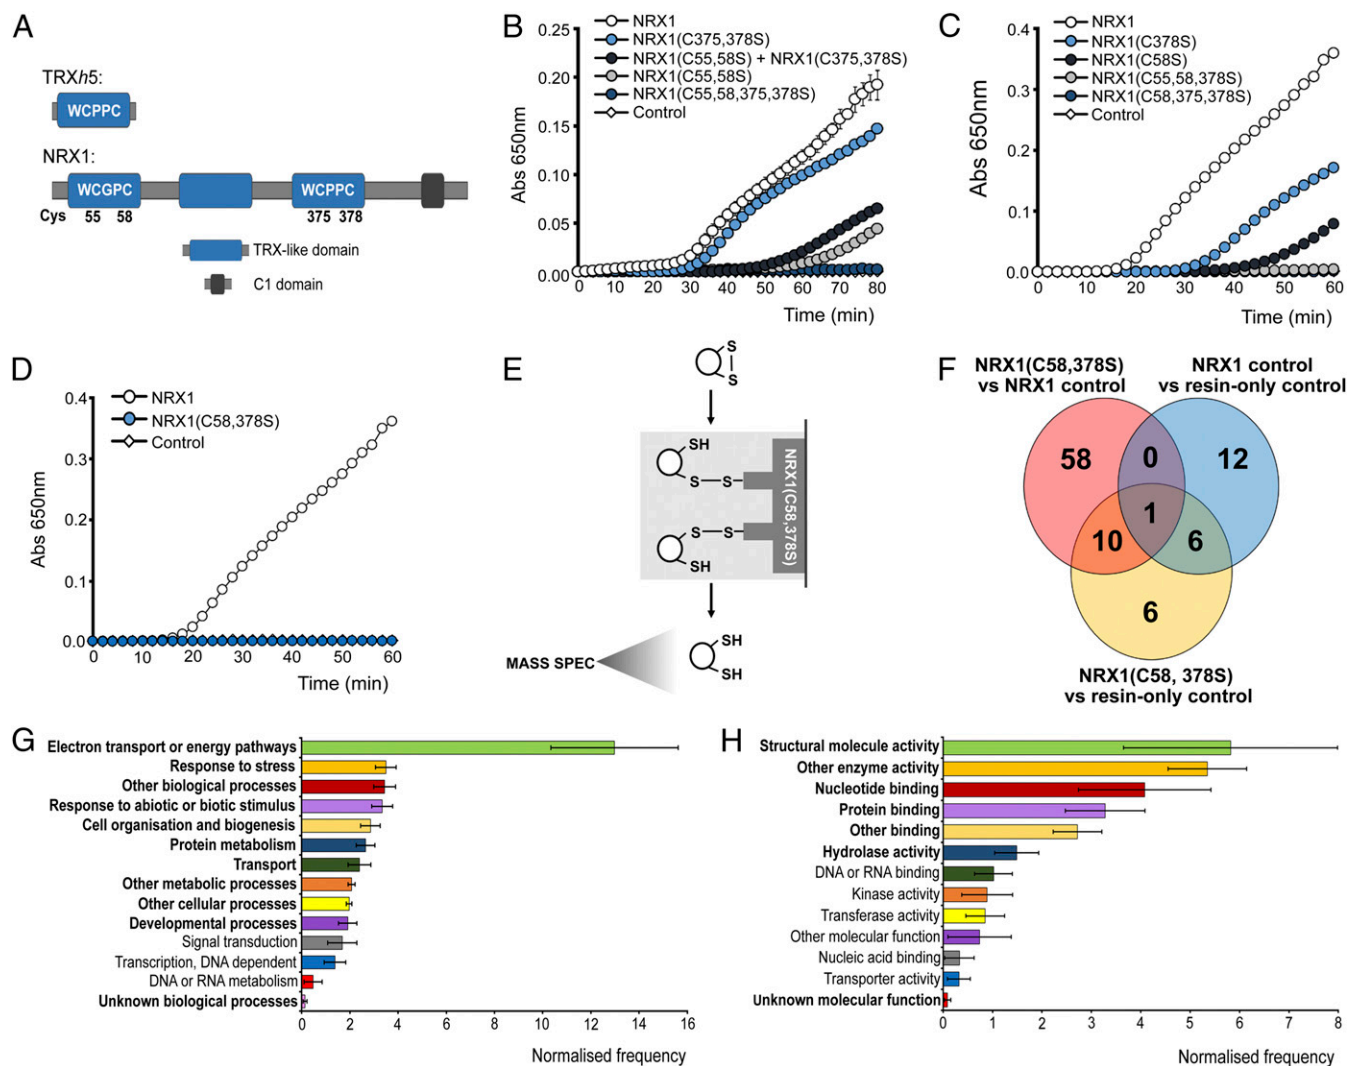 A
TRXh5:
WCPPC
NRX1:
WCGPC
WCPPC
Cys 55 58 375 378
TRX-like domain
C1 domain
B
NRX1
NRX1(C375,378S)
NRX1(C55,58S) + NRX1(C375,378S)
NRX1(C55,58S)
NRX1(C55,58,375,378S)
Control
Abs 650nm
0.25
0.20
0.15
0.10
0.05
0.00
0 10 20 30 40 50 60 70 80
Time (min)
C
NRX1
NRX1(C378S)
NRX1(C58S)
NRX1(C55,58,378S)
NRX1(C58,375,378S)
Control
Abs 650nm
0.4
0.3
0.2
0.1
0.0
0 10 20 30 40 50 60
Time (min)
D
NRX1
NRX1(C58,378S)
Control
Abs 650nm
0.4
0.3
0.2
0.1
0.0
0 10 20 30 40 50 60
Time (min)
E
S
S
SH
S S
S S
SH
NRX1(C58,378S)
SH
SH
MASS SPEC
F
NRX1(C58,378S)
vs NRX1 control
NRX1 control
vs resin-only control
58
0
12
1
10
6
6
NRX1(C58, 378S)
vs resin-only control
G
Electron transport or energy pathways
Response to stress
Other biological processes
Response to abiotic or biotic stimulus
Cell organisation and biogenesis
Protein metabolism
Transport
Other metabolic processes
Other cellular processes
Developmental processes
Signal transduction
Transcription, DNA dependent
DNA or RNA metabolism
Unknown biological processes
0 2 4 6 8 10 12 14 16
Normalised frequency
H
Structural molecule activity
Other enzyme activity
Nucleotide binding
Protein binding
Other binding
Hydrolase activity
DNA or RNA binding
Kinase activity
Transferase activity
Other molecular function
Nucleic acid binding
Transporter activity
Unknown molecular function
0 1 2 3 4 5 6 7 8
Normalised frequency